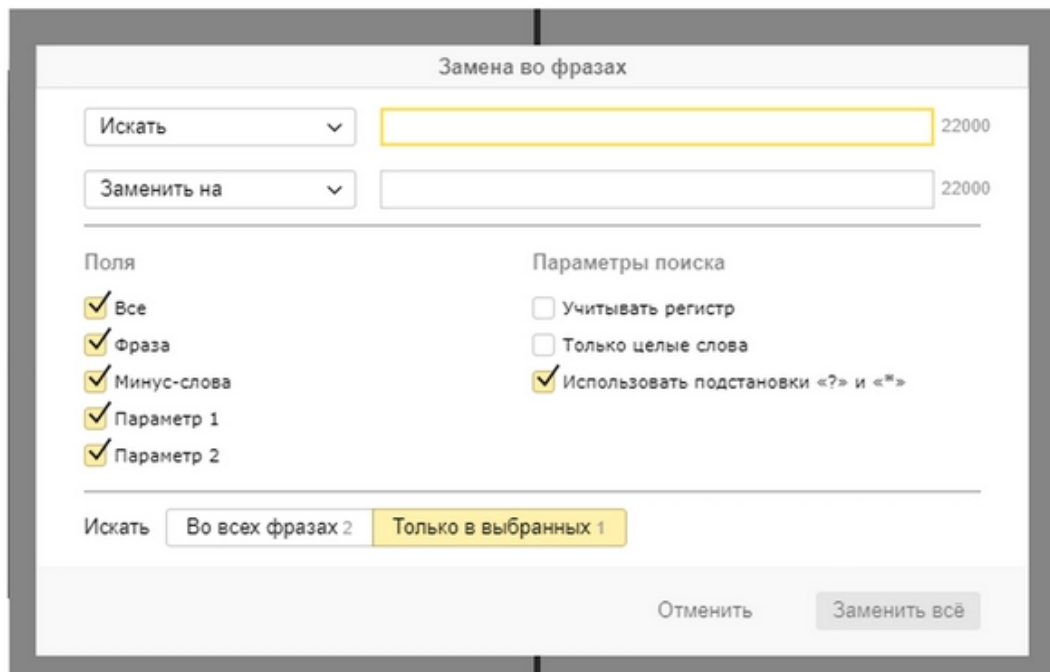 Замена во фразах
Искать 22000
Заменить на 22000
Поля Параметры поиска
Все Учитывать регистр
Фраза Только целые слова
Минус-слова Использовать подстановки «?» и «*»
Параметр 1
Параметр 2
Искать Во всех фразах 2 Только в выбранных 1
Отменить Заменить всё